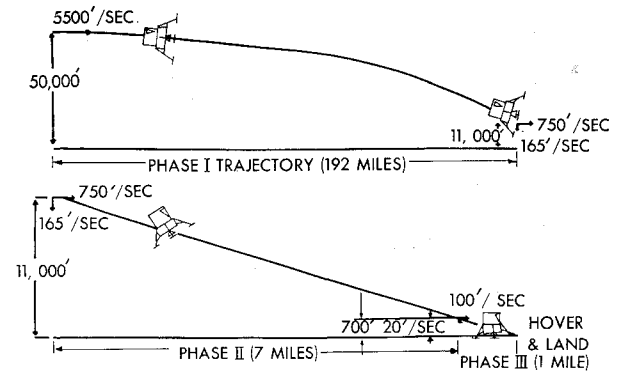 5500'/SEC.
50,000'
11,000'
750'/SEC
165'/SEC
PHASE I TRAJECTORY (192 MILES)
750'/SEC
165'/SEC
11,000'
100'/SEC
700' 20'/SEC
HOVER
& LAND
PHASE II (7 MILES)
PHASE III (1 MILE)